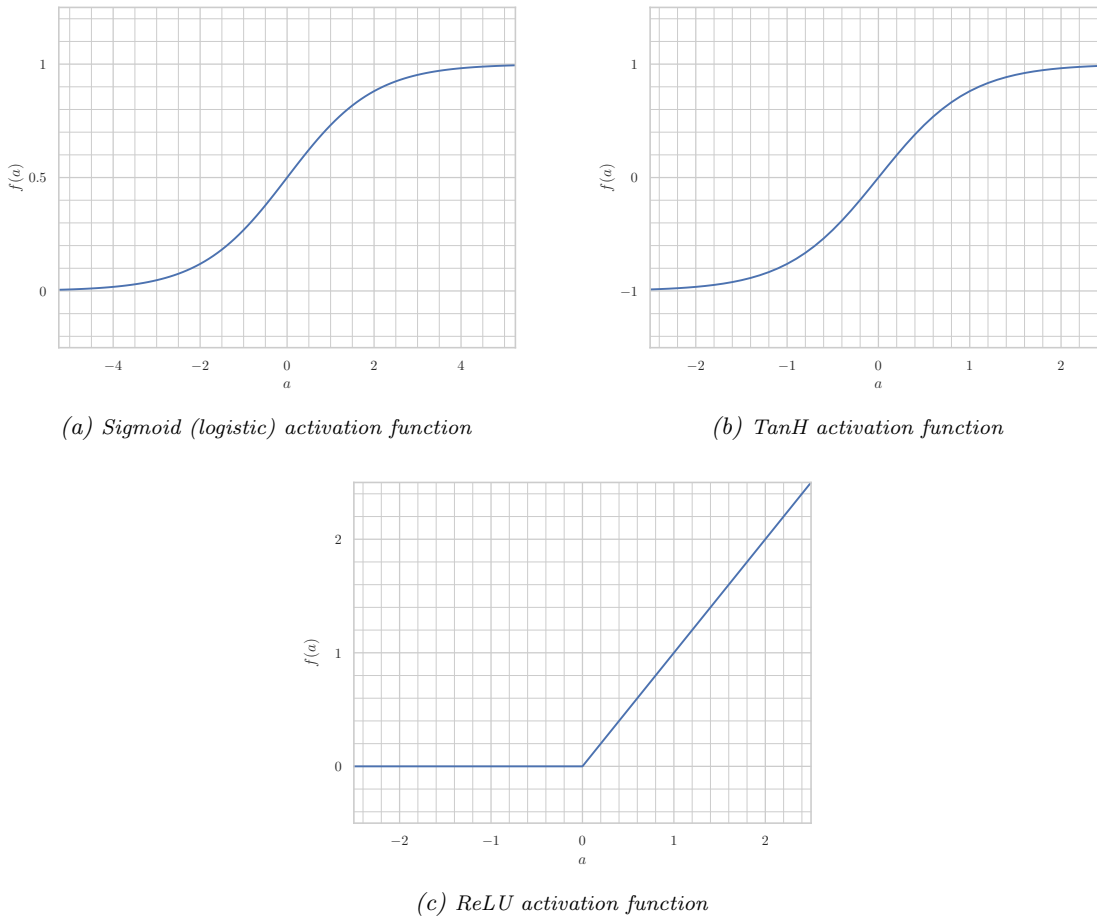 1
0.5
0
f(a)
−4 −2 0 2 4
a
(a) Sigmoid (logistic) activation function
1
0
−1
f(a)
−2 −1 0 1 2
a
(b) TanH activation function
2
1
0
f(a)
−2 −1 0 1 2
a
(c) ReLU activation function